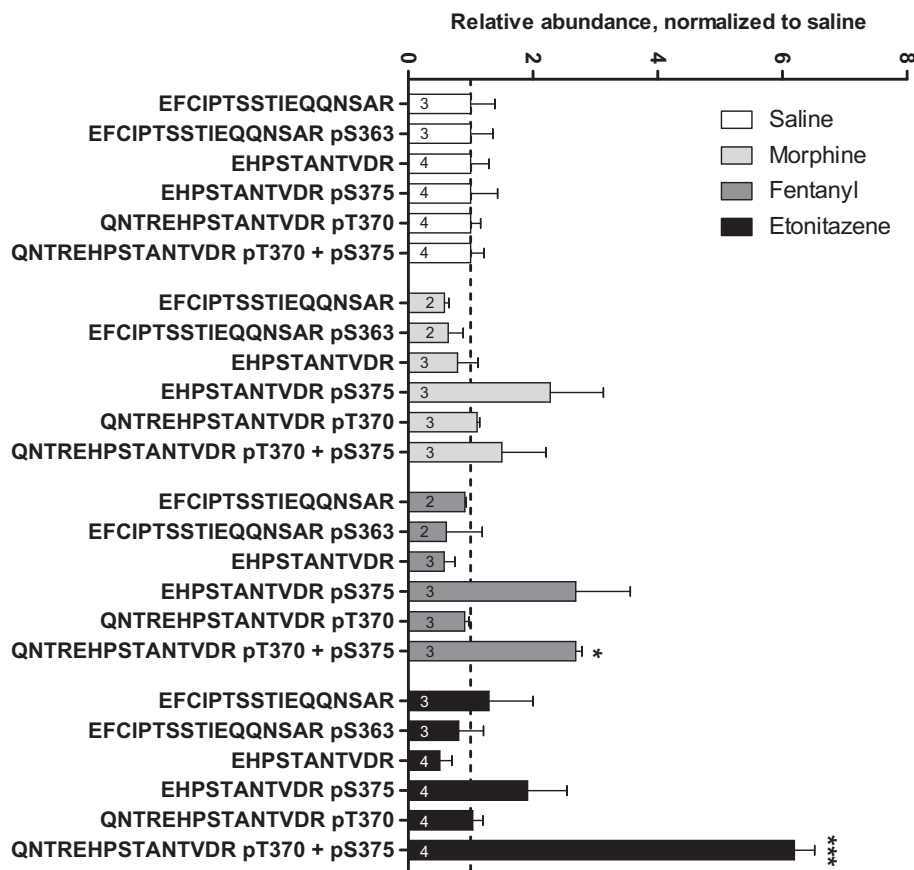 Relative abundance, normalized to saline
0 2 4 6 8
Saline
Morphine
Fentanyl
Etonitazene
EFCIPTSSTIEQQNSAR 3
EFCIPTSSTIEQQNSAR pS363 3
EHPSTANTVDR 4
EHPSTANTVDR pS375 4
QNTREHPSTANTVDR pT370 4
QNTREHPSTANTVDR pT370 + pS375 4
EFCIPTSSTIEQQNSAR 2
EFCIPTSSTIEQQNSAR pS363 2
EHPSTANTVDR 3
EHPSTANTVDR pS375 3
QNTREHPSTANTVDR pT370 3
QNTREHPSTANTVDR pT370 + pS375 3
EFCIPTSSTIEQQNSAR 2
EFCIPTSSTIEQQNSAR pS363 2
EHPSTANTVDR 3
EHPSTANTVDR pS375 3
QNTREHPSTANTVDR pT370 3
QNTREHPSTANTVDR pT370 + pS375 3 *
EFCIPTSSTIEQQNSAR 3
EFCIPTSSTIEQQNSAR pS363 3
EHPSTANTVDR 4
EHPSTANTVDR pS375 4
QNTREHPSTANTVDR pT370 4
QNTREHPSTANTVDR pT370 + pS375 4 ***